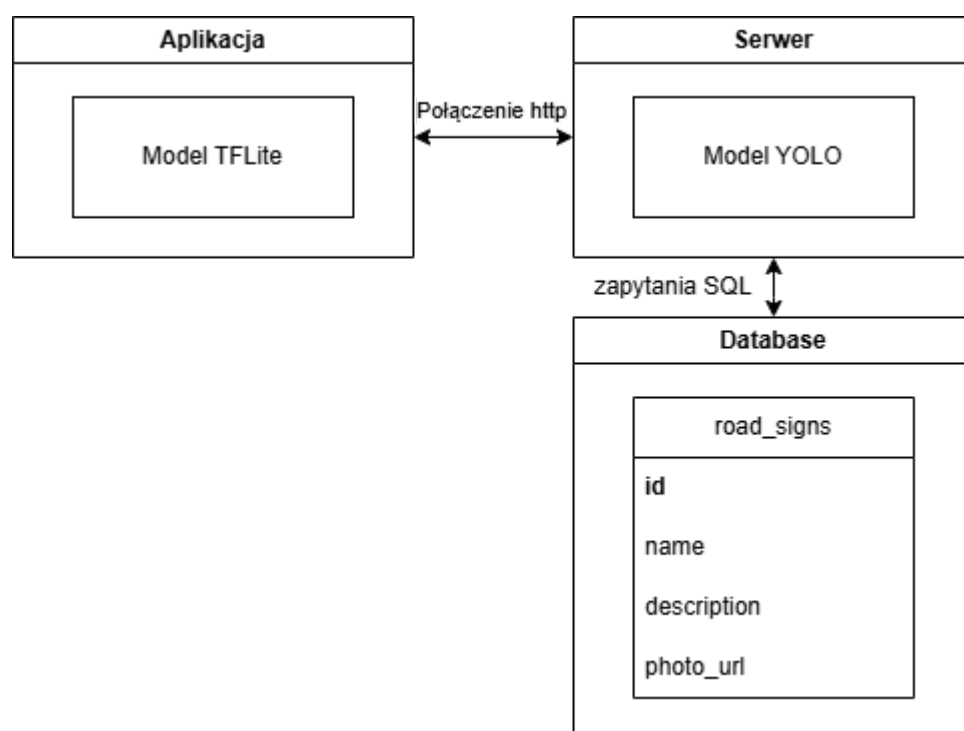 Aplikacja
Model TFLite
Połączenie http
Serwer
Model YOLO
zapytania SQL
Database
road_signs
id
name
description
photo_url